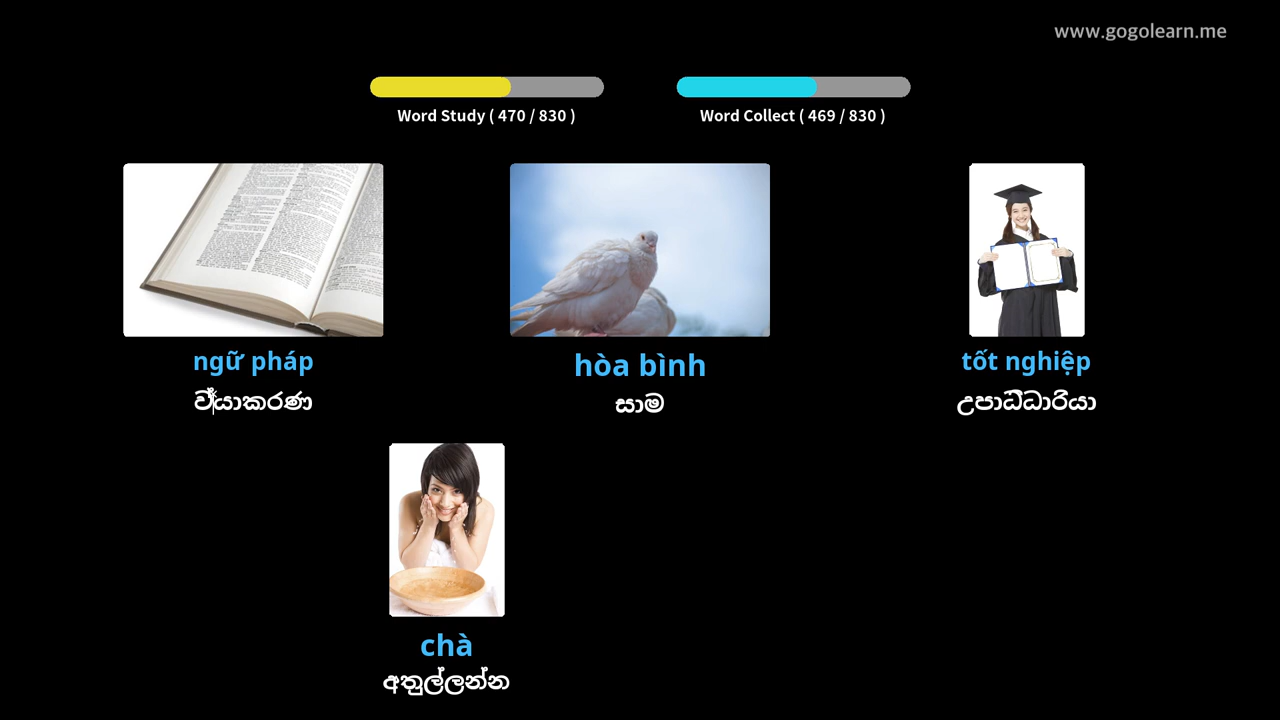 www.gogolearn.me
Word Study ( 470 / 830 )
Word Collect ( 469 / 830 )
ngữ pháp
ව්යාකරණ
hòa bình
සාම
tốt nghiệp
උපාධිධාරියා
chà
අතුල්ලන්න